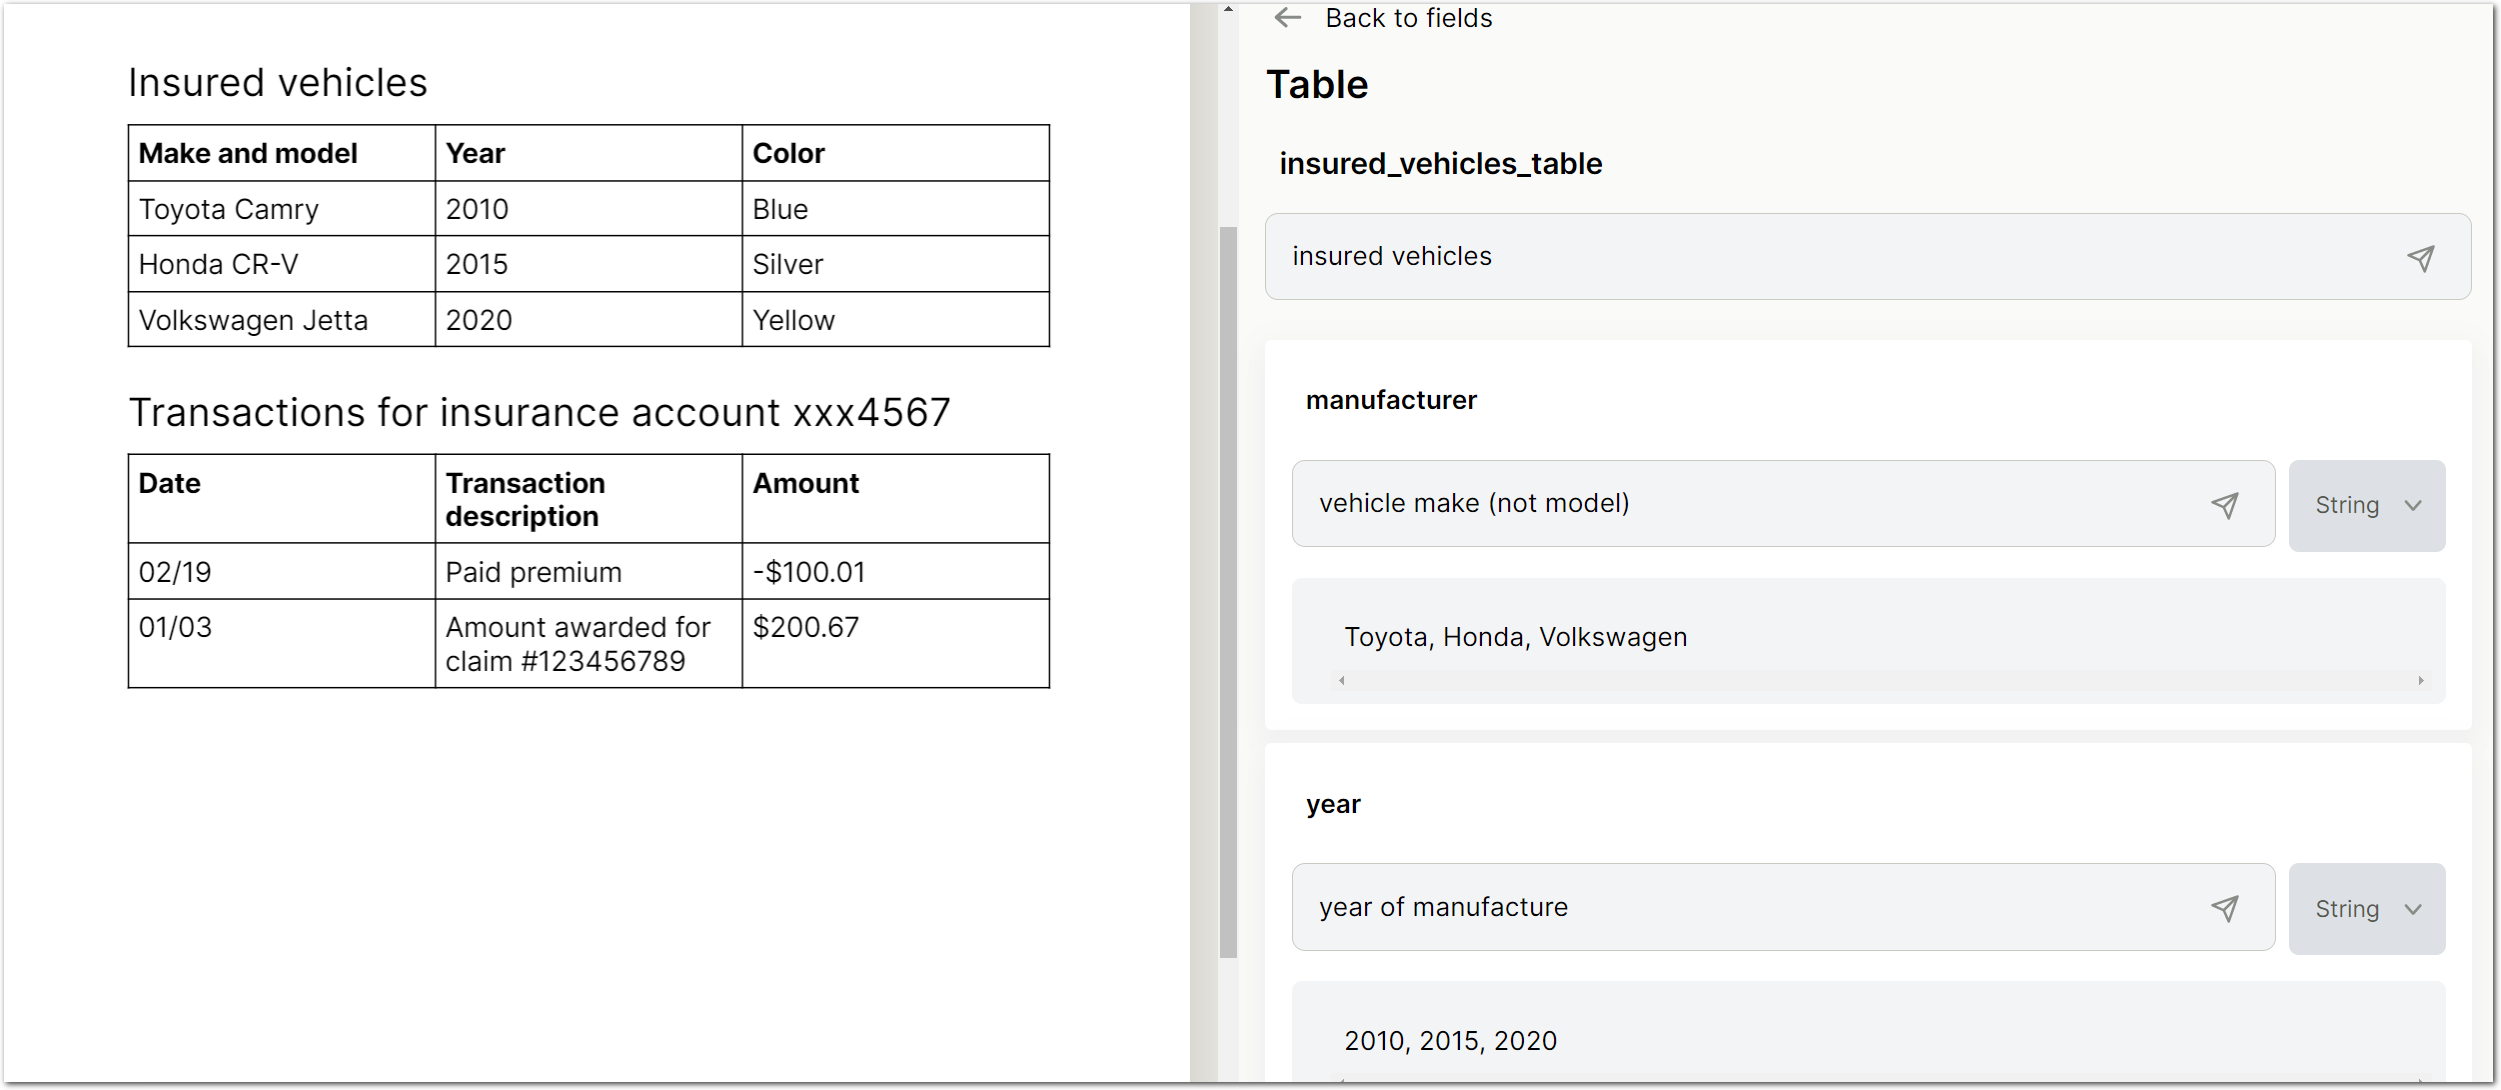 Insured vehicles
Make and model Year Color
Toyota Camry 2010 Blue
Honda CR-V 2015 Silver
Volkswagen Jetta 2020 Yellow
Transactions for insurance account xxx4567
Date Transaction description Amount
02/19 Paid premium -$100.01
01/03 Amount awarded for claim #123456789 $200.67
Back to fields
Table
insured_vehicles_table
insured vehicles
manufacturer
vehicle make (not model) String
Toyota, Honda, Volkswagen
year
year of manufacture String
2010, 2015, 2020